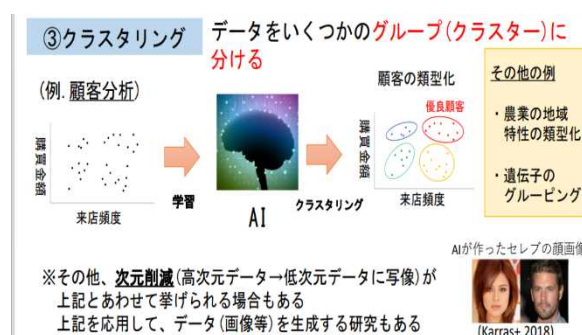 ③クラスタリング
データをいくつかのグループ(クラスター)に
分ける
(例. 顧客分析)
購買金額
来店頻度
学習
AI
クラスタリング
顧客の類型化
優良顧客
購買金額
来店頻度
その他の例
・農業の地域
特性の類型化
・遺伝子の
グルーピング
※その他、次元削減(高次元データ→低次元データに写像)が
上記とあわせて挙げられる場合もある
上記を応用して、データ(画像等)を生成する研究もある
AIが作ったセレブの顔画像
(Karras+ 2018)